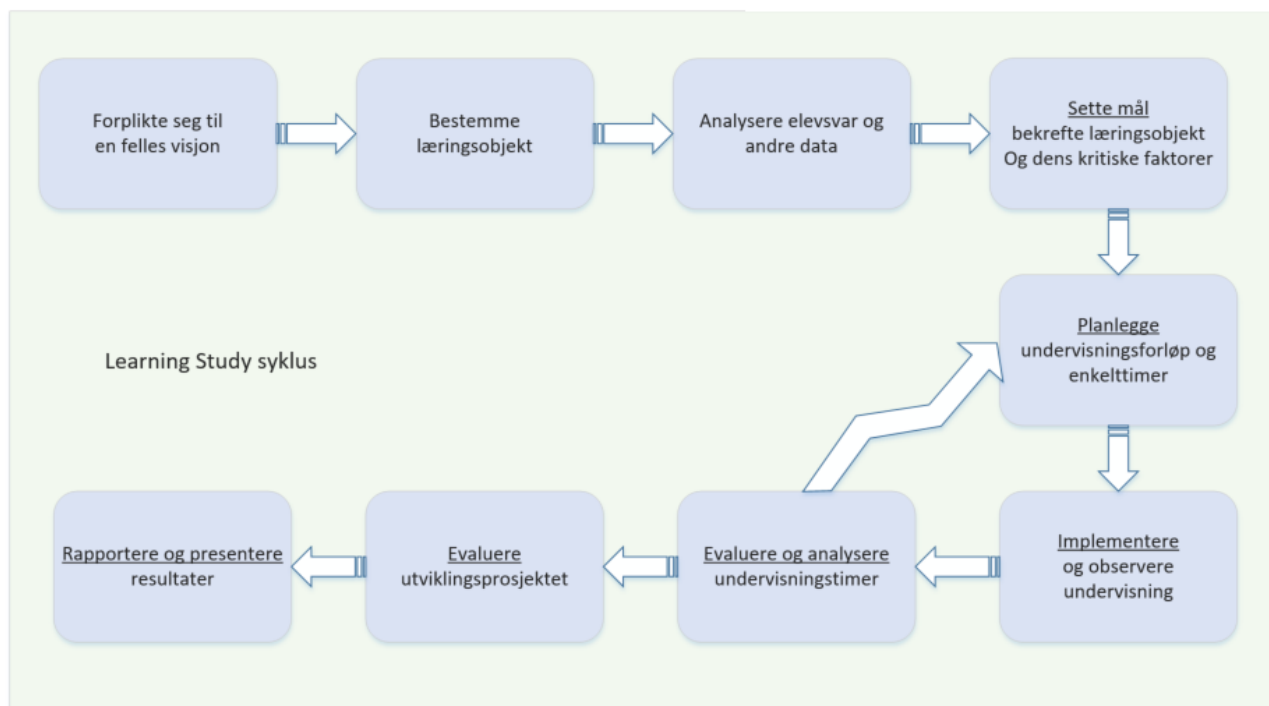 Forplikte seg til
en felles visjon
Bestemme
læringsobjekt
Analysere elevsvar og
andre data
Sette mål
bekrefte læringsobjekt
Og dens kritiske faktorer
Planlegge
undervisningsforløp og
enkelttimer
Learning Study syklus
Implementere
og observere
undervisning
Evaluere og analysere
undervisningstimer
Evaluere
utviklingsprosjektet
Rapportere og presentere
resultater